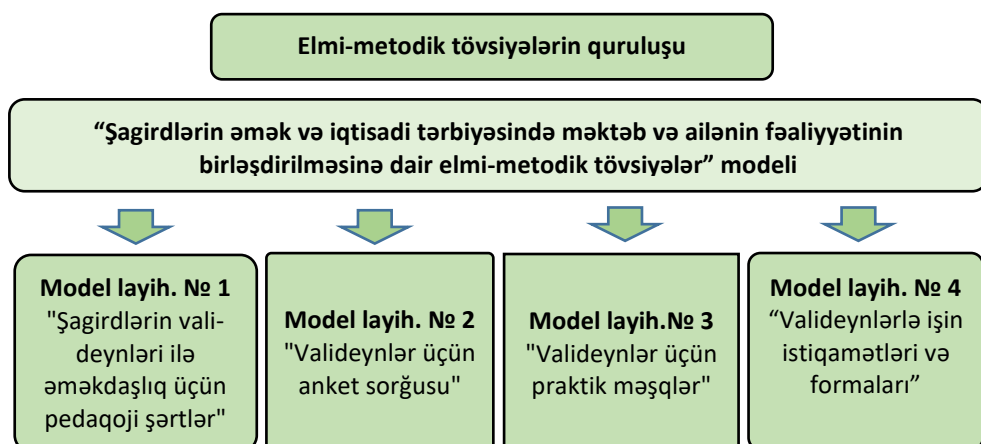 Elmi-metodik tövsiyələrin quruluşu
“Şagirdlərin əmək və iqtisadi tərbiyəsində məktəb və ailənin fəaliyyətinin
birləşdirilməsinə dair elmi-metodik tövsiyələr” modeli
Model layih. № 1
"Şagirdlərin vali-
deynləri ilə
əməkdaşlıq üçün
pedaqoji şərtlər"
Model layih. № 2
"Valideynlər üçün
anket sorğusu"
Model layih.№ 3
"Valideynlər üçün
praktik məşqlər"
Model layih. № 4
“Valideynlərlə işin
istiqamətləri və
formaları”